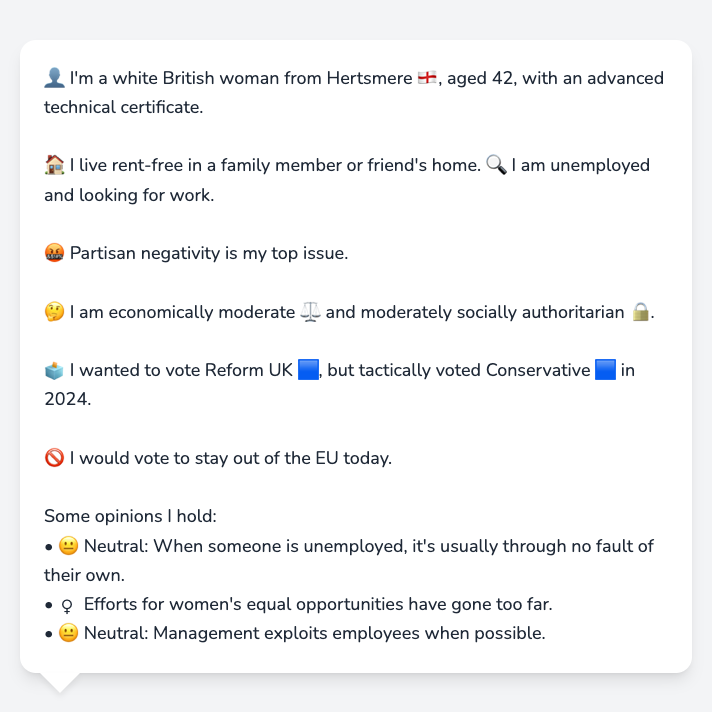 👤 I'm a white British woman from Hertsmere 🏴󠁧󠁢󠁥󠁮󠁧󠁿, aged 42, with an advanced
technical certificate.
🏠 I live rent-free in a family member or friend's home. 🔍 I am unemployed
and looking for work.
🤬 Partisan negativity is my top issue.
🤔 I am economically moderate ⚖️ and moderately socially authoritarian 🔒.
🗳️ I wanted to vote Reform UK 🟦, but tactically voted Conservative 🟦 in
2024.
🚫 I would vote to stay out of the EU today.
Some opinions I hold:
• 😐 Neutral: When someone is unemployed, it's usually through no fault of
their own.
• ♀ Efforts for women's equal opportunities have gone too far.
• 😐 Neutral: Management exploits employees when possible.